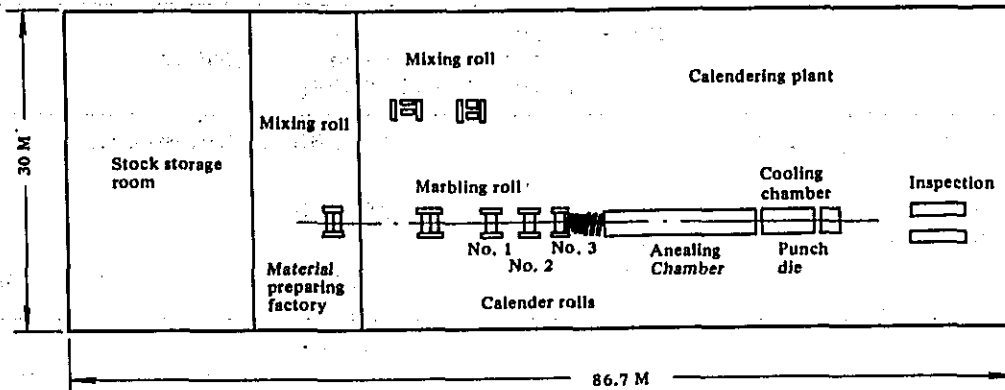 30 M
Stock storage
room
Mixing roll
Material
preparing
factory
Mixing roll
Calendering plant
Marbling roll
No. 1
No. 2
No. 3
Calender rolls
Anealing
Chamber
Cooling
chamber
Punch
die
Inspection
86.7 M